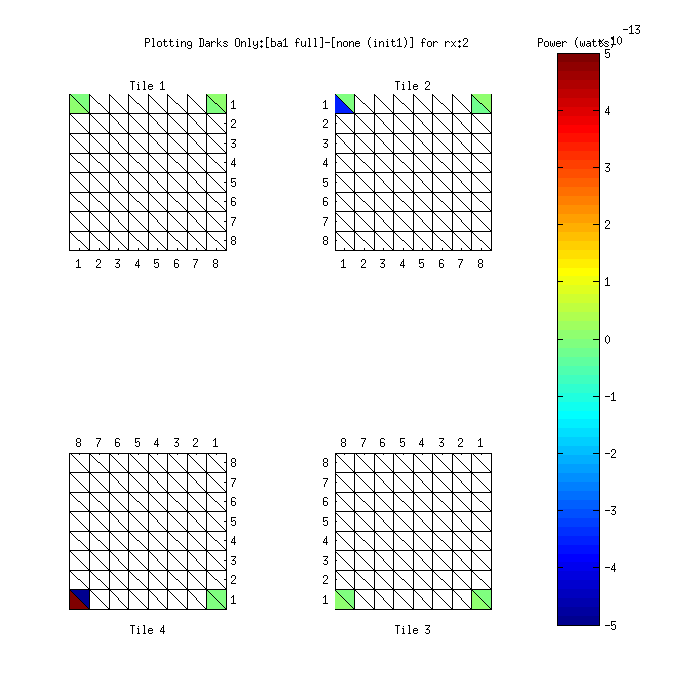 -13
Plotting Darks Only:[ba1 full]-[none (init1)] for rx:2
Power (watts)
x 10
Tile 1
Tile 2
1 2 3 4 5 6 7 8
1 2 3 4 5 6 7 8
1 2 3 4 5 6 7 8
1 2 3 4 5 6 7 8
8 7 6 5 4 3 2 1
8 7 6 5 4 3 2 1
8 7 6 5 4 3 2 1
8 7 6 5 4 3 2 1
Tile 4
Tile 3
5
4
3
2
1
0
-1
-2
-3
-4
-5